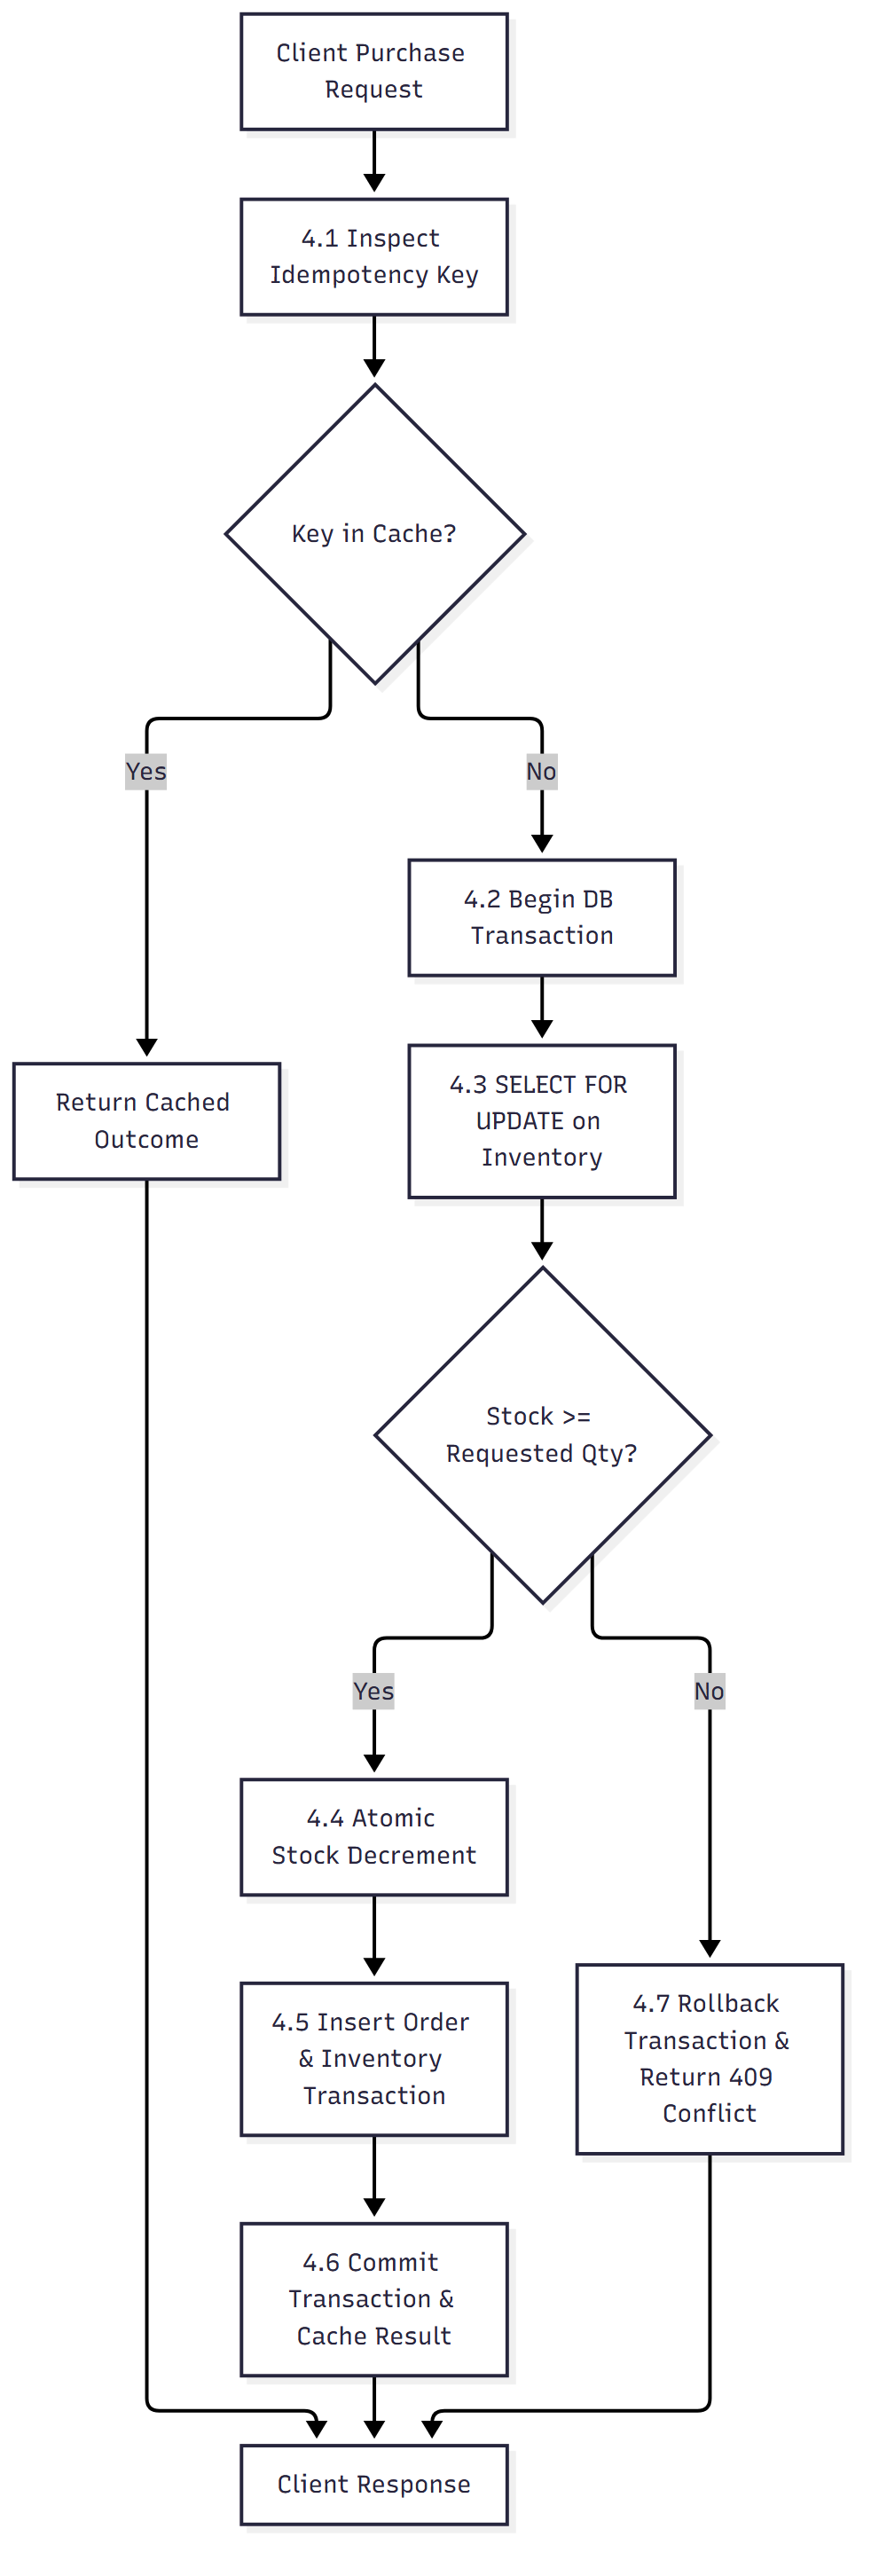 Client Purchase
Request
4.1 Inspect
Idempotency Key
Key in Cache?
Yes
No
4.2 Begin DB
Transaction
4.3 SELECT FOR
UPDATE on
Inventory
Return Cached
Outcome
Stock >=
Requested Qty?
Yes
No
4.4 Atomic
Stock Decrement
4.5 Insert Order
& Inventory
Transaction
4.7 Rollback
Transaction &
Return 409
Conflict
4.6 Commit
Transaction &
Cache Result
Client Response